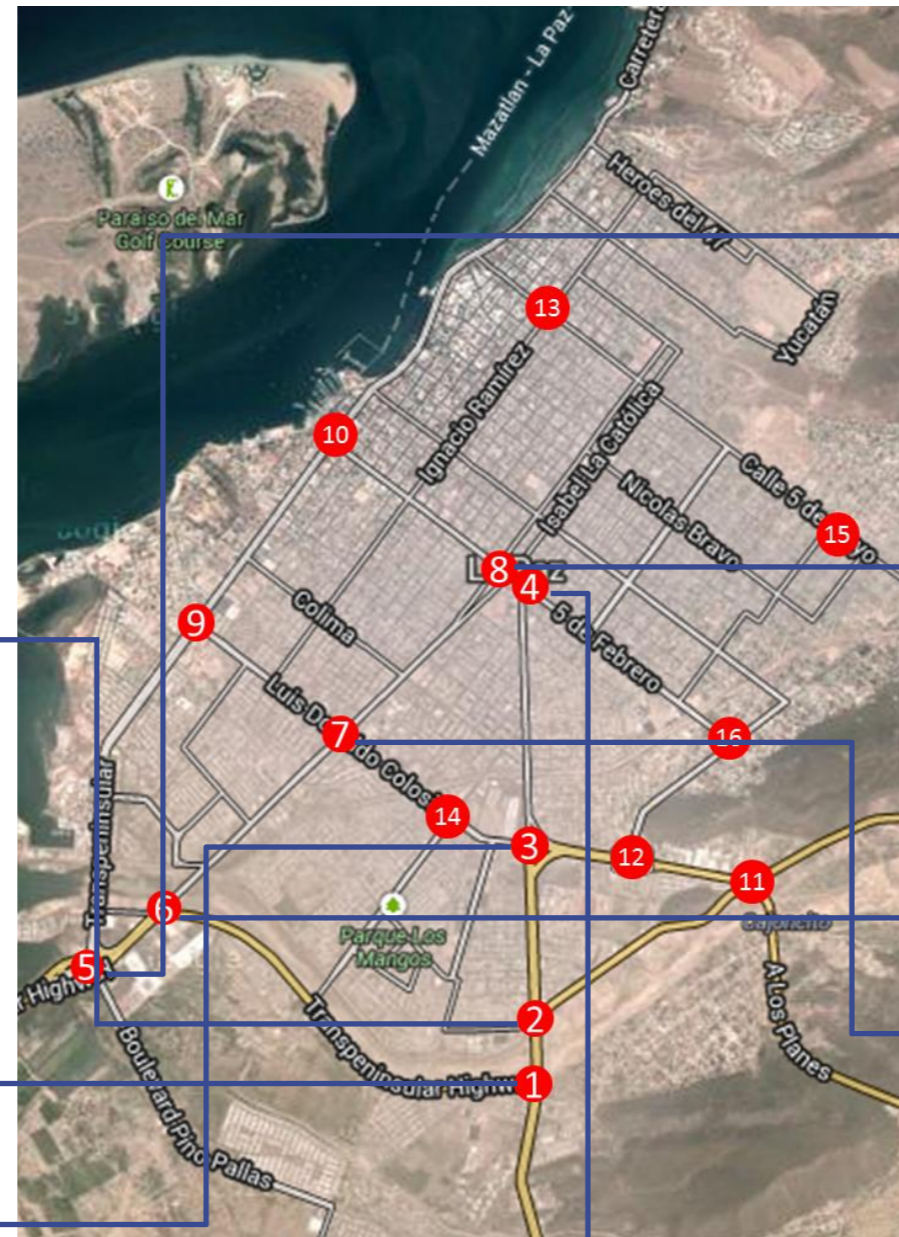 Carretera
Mazatlan - La Paz
Heroes del 47
Paraiso del Mar
Golf Course
Yucatán
13
Ignacio Ramírez
10
Isabel La Católica
Nicolas Bravo
Calle 5 de Mayo
15
La Paz
8
4
5 de Febrero
9
Colima
Luis Donaldo Colosio
7
16
14
3
12
11
Transpeninsular
6
Parque Los
Mangos
Cajoncito
5
r Highway
2
A Los Planes
Boulevard Pino Pallas
Transpeninsular Highway
1